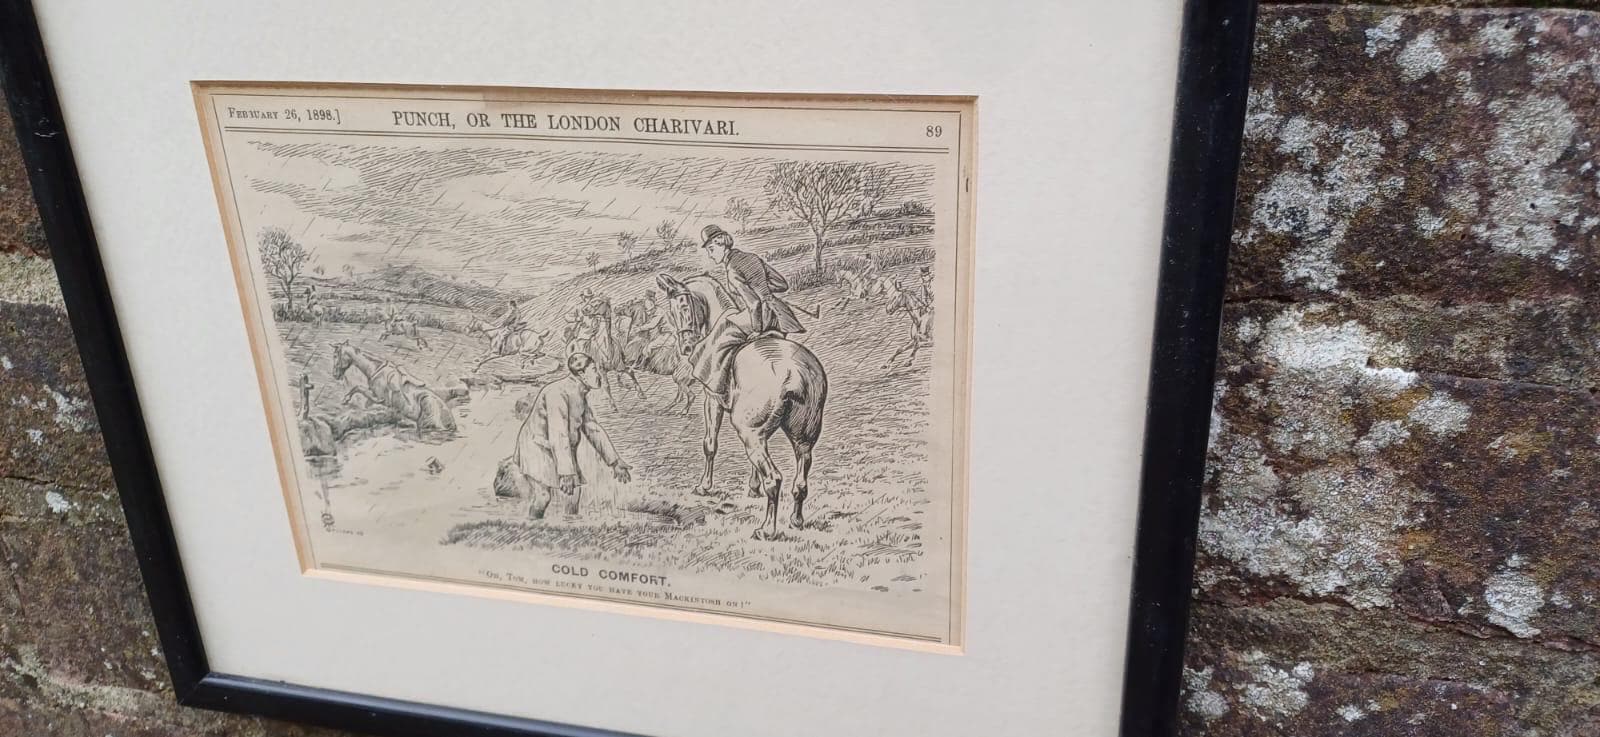 FEBRUARY 26, 1898.] PUNCH, OR THE LONDON CHARIVARI. 89
COLD COMFORT.
"OH, TOM, HOW LUCKY YOU HAVE YOUR MACKINTOSH ON!"